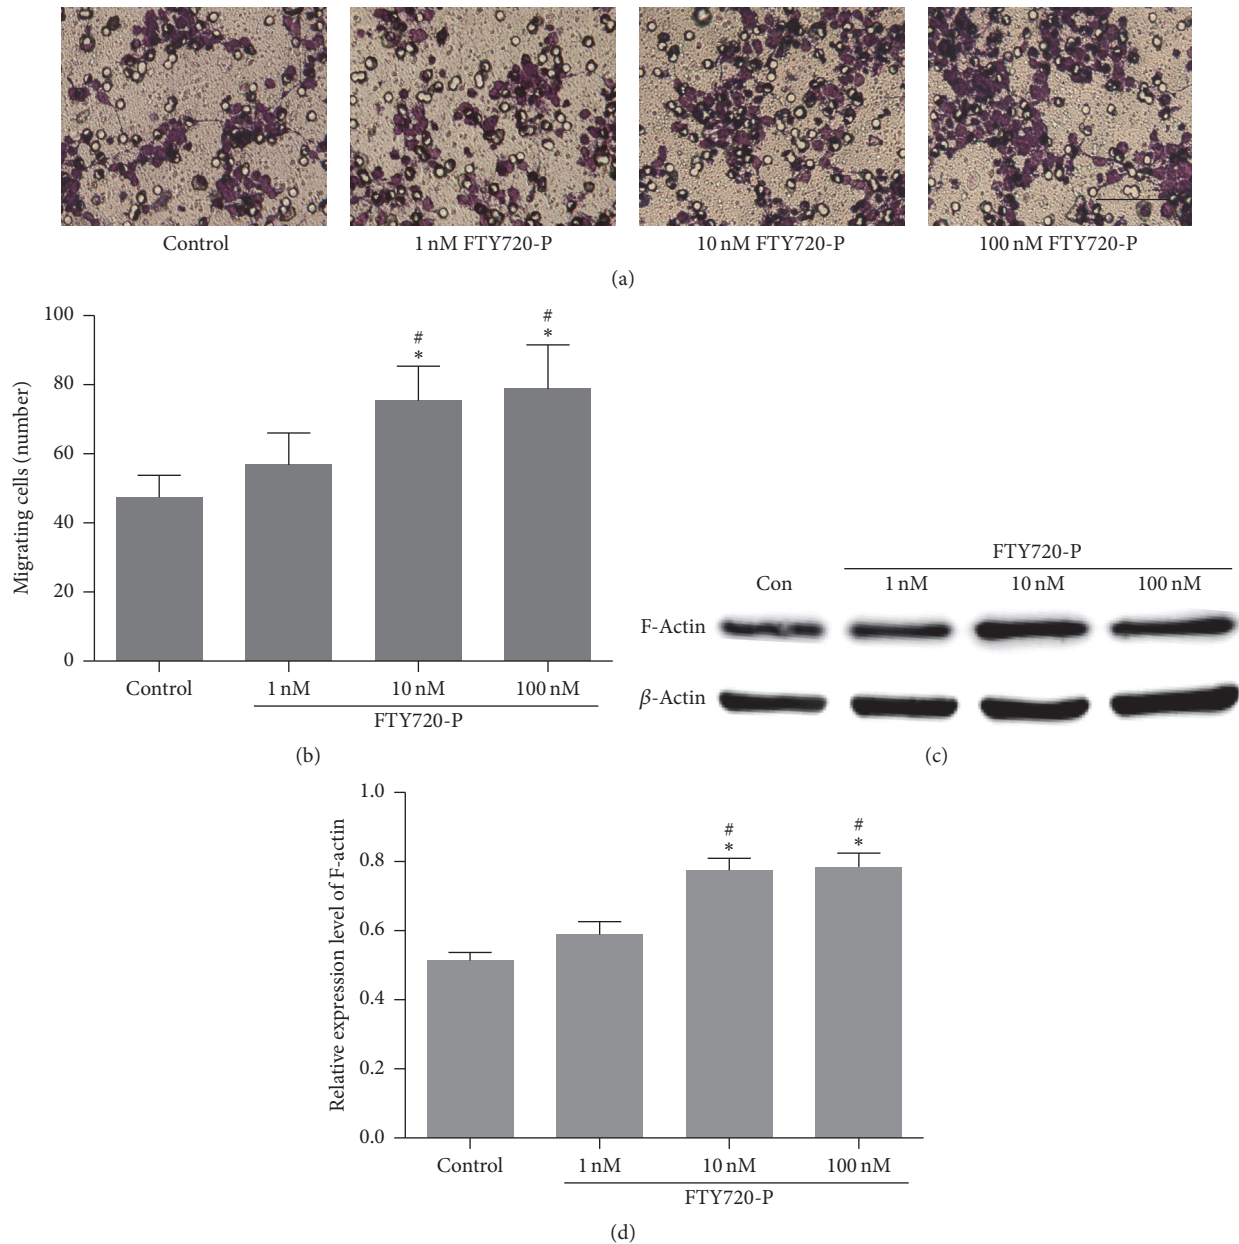 Control 1 nM FTY720-P 10 nM FTY720-P 100 nM FTY720-P
(a)
Migrating cells (number)
100
80
60
40
20
0
# *
# *
Control 1 nM 10 nM 100 nM
FTY720-P
(b)
FTY720-P
Con 1 nM 10 nM 100 nM
F-Actin
β-Actin
(c)
Relative expression level of F-actin
1.0
0.8
0.6
0.4
0.2
0.0
# *
# *
Control 1 nM 10 nM 100 nM
FTY720-P
(d)